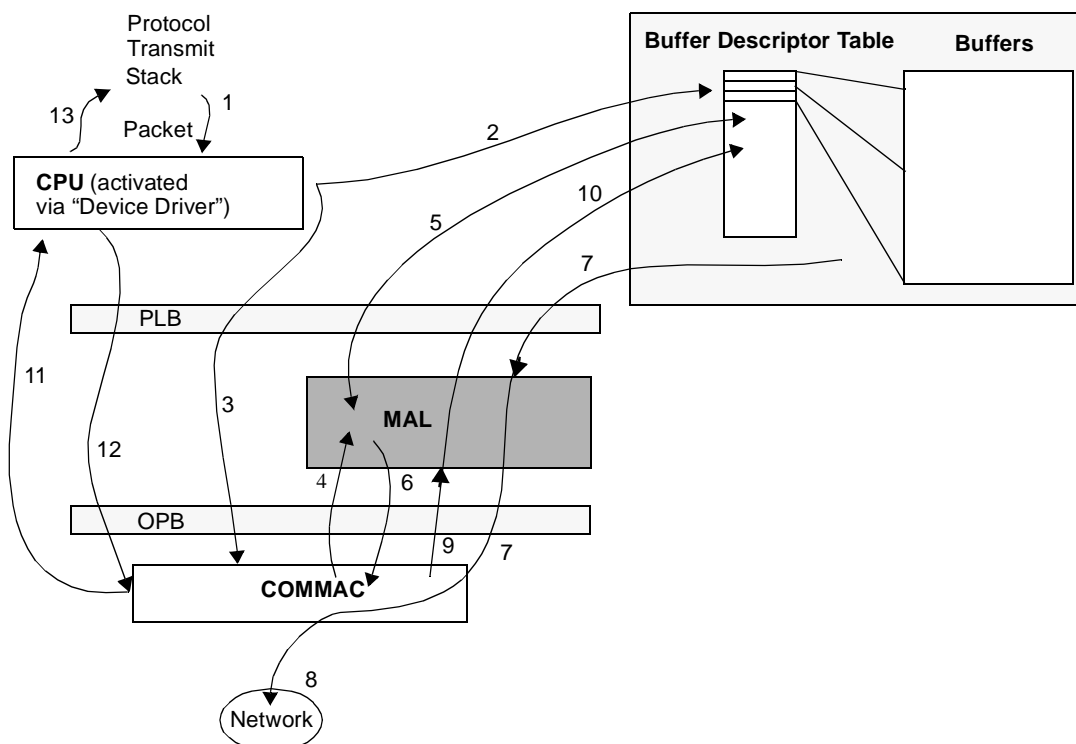 Protocol
Transmit
Stack
13
1
Packet
CPU (activated
via “Device Driver”)
2
Buffer Descriptor Table
Buffers
5
10
7
PLB
11
3
MAL
12
4
6
OPB
9
7
COMMAC
8
Network